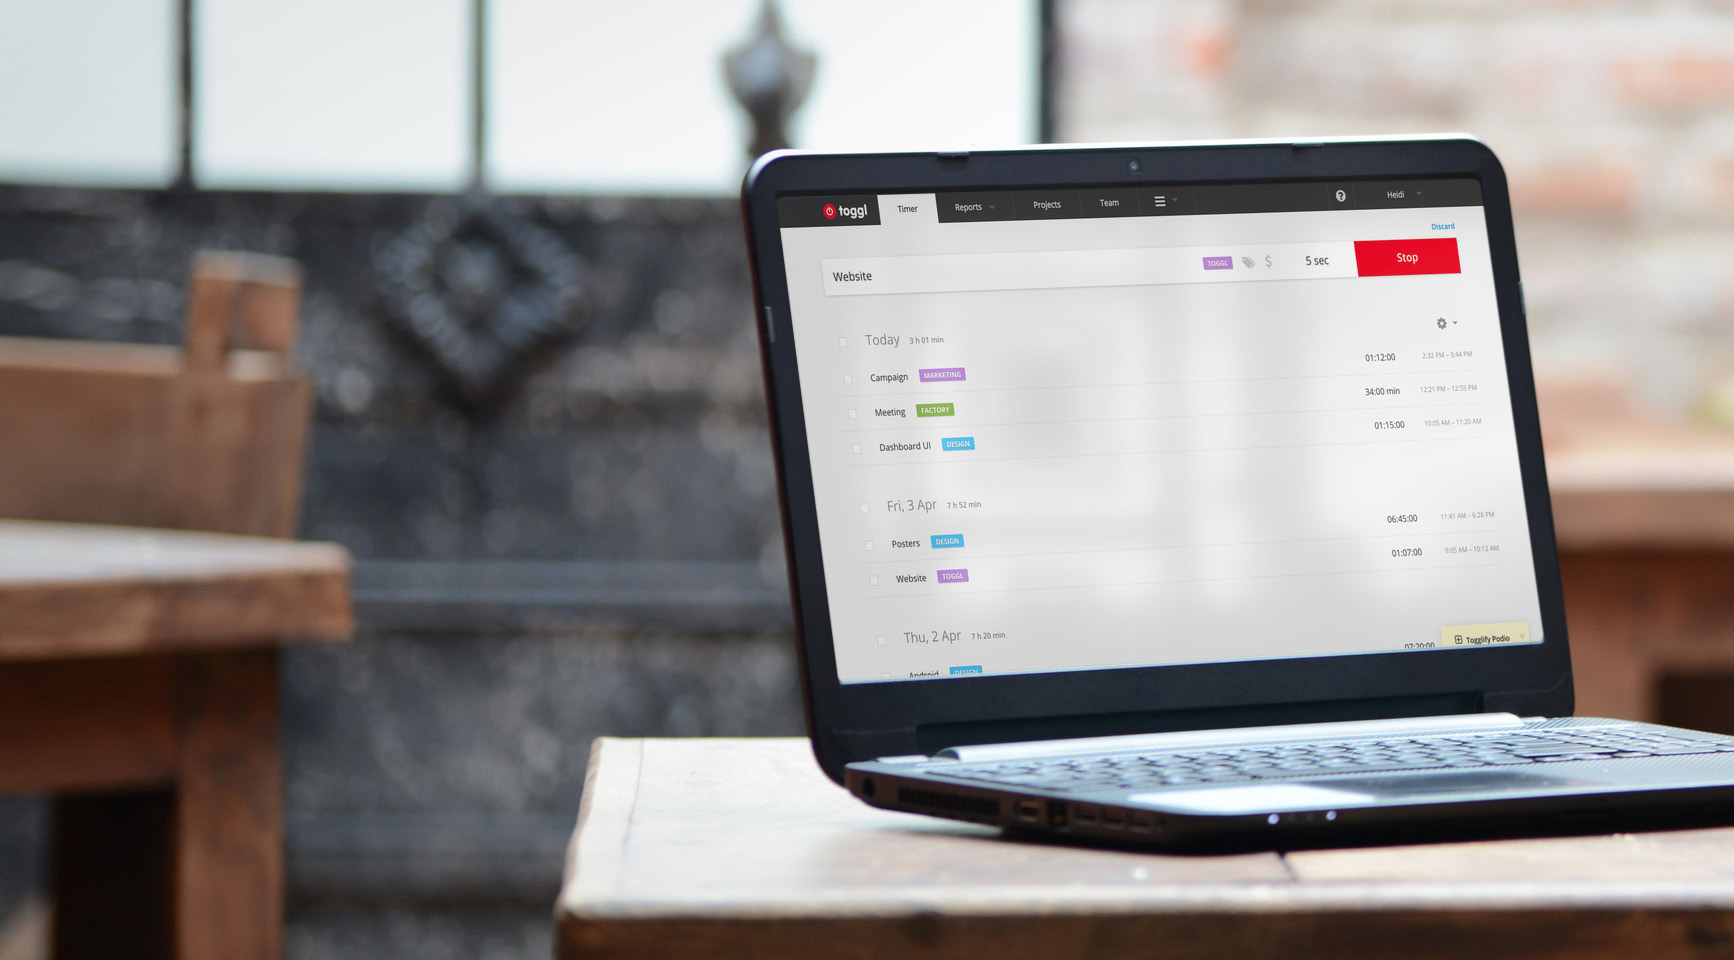 toggl Timer Reports Projects Team Heidi
Discard
Website TOGGL $ 5 sec Stop
Today 3 h 01 min
Campaign MARKETING 01:12:00 2:32 PM – 3:44 PM
Meeting FACTORY 34:00 min 12:21 PM – 12:55 PM
Dashboard UI DESIGN 01:15:00 10:05 AM – 11:20 AM
Fri, 3 Apr 7 h 52 min
Posters DESIGN 06:45:00 11:41 AM – 6:26 PM
Website TOGGL 01:07:00 9:05 AM – 10:12 AM
Thu, 2 Apr 7 h 20 min
Android DESIGN 07:20:00
Togglify Podio